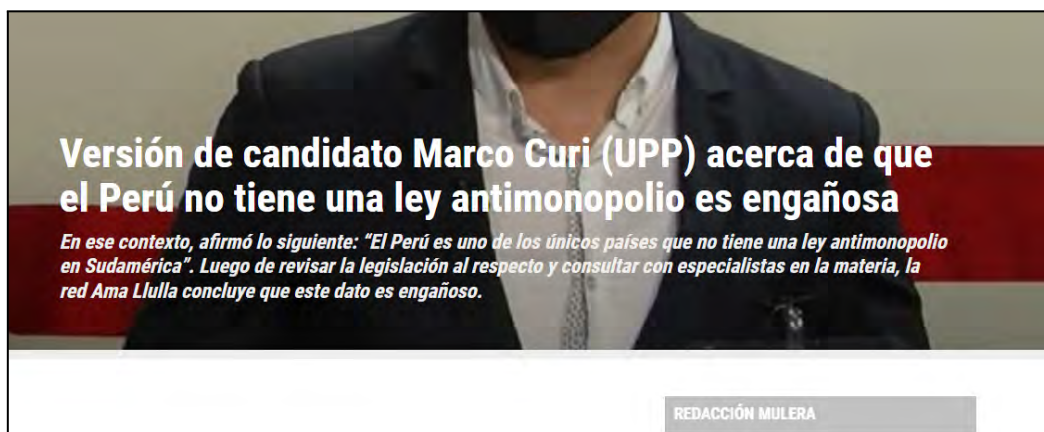 Versión de candidato Marco Curi (UPP) acerca de que
el Perú no tiene una ley antimonopolio es engañosa
En ese contexto, afirmó lo siguiente: “El Perú es uno de los únicos países que no tiene una ley antimonopolio
en Sudamérica”. Luego de revisar la legislación al respecto y consultar con especialistas en la materia, la
red Ama Llulla concluye que este dato es engañoso.
REDACCIÓN MULERA